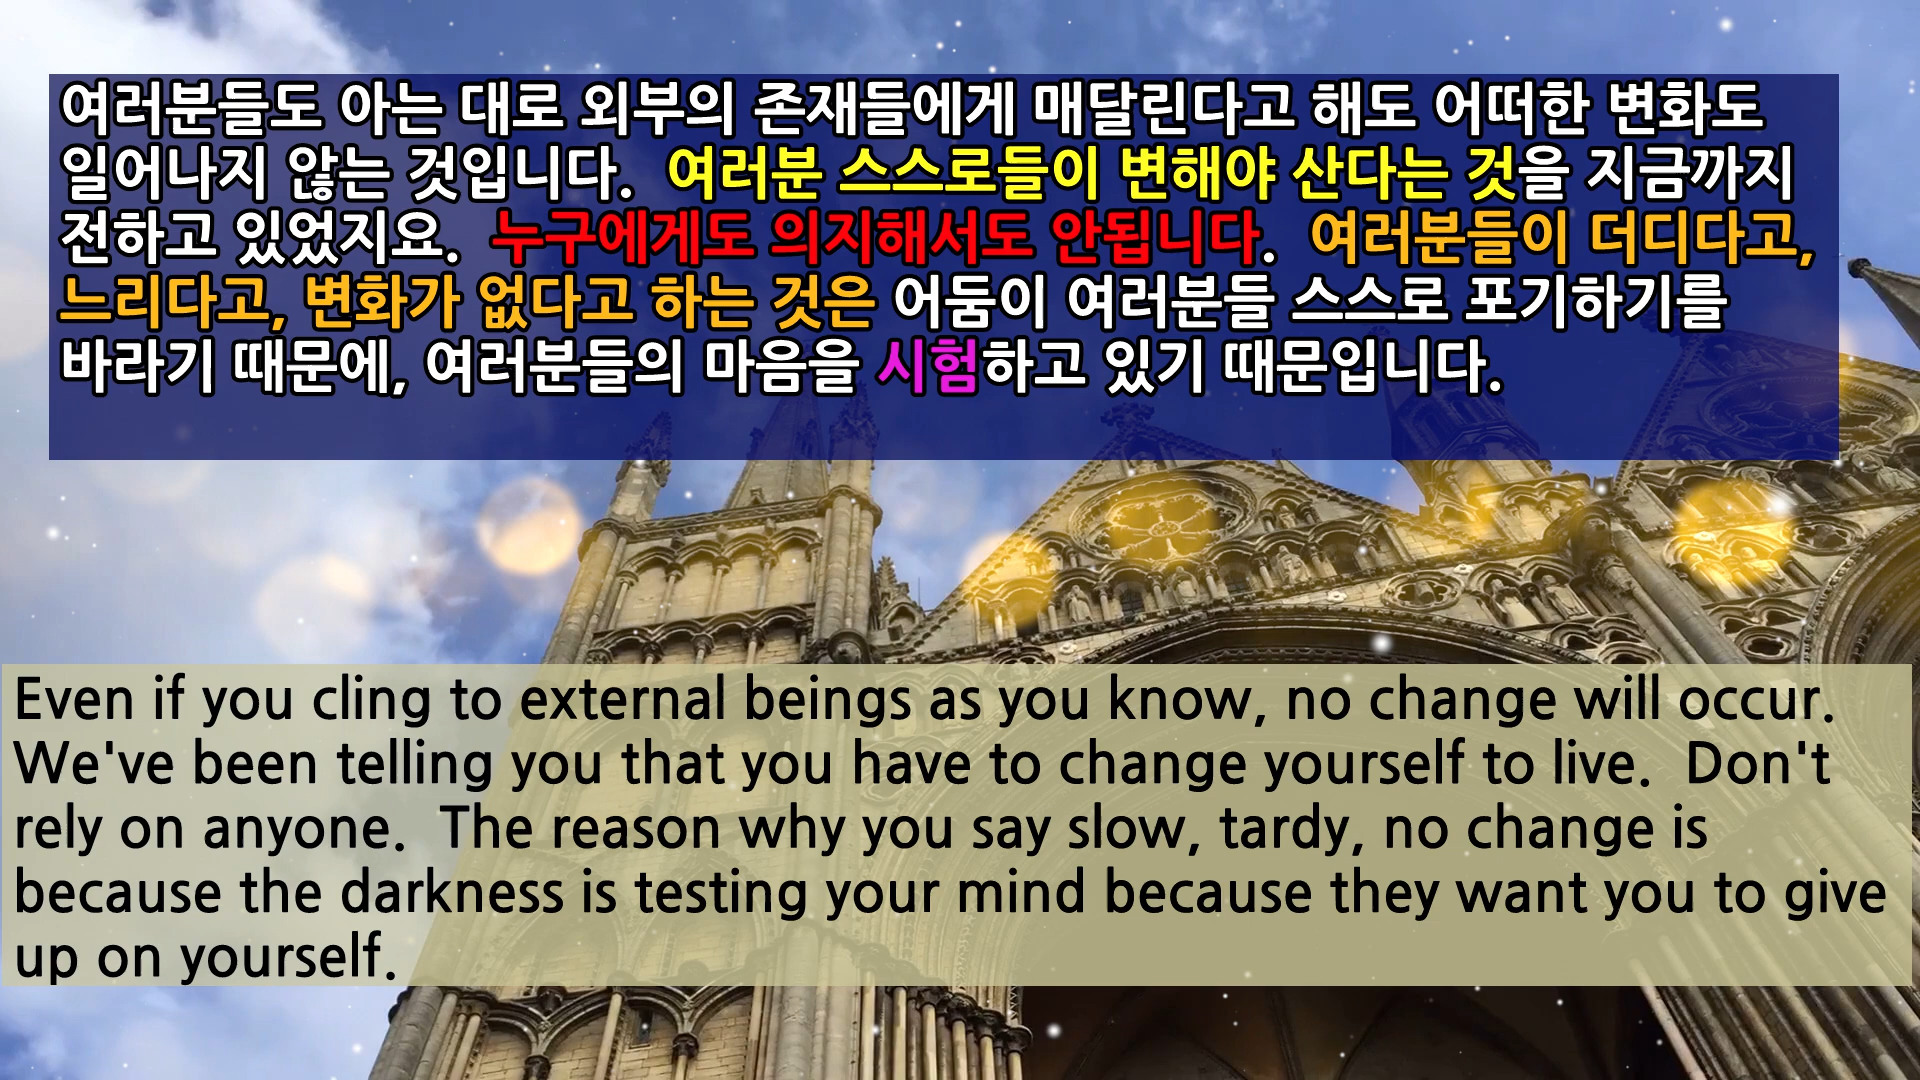 여러분들도 아는 대로 외부의 존재들에게 매달린다고 해도 어떠한 변화도
일어나지 않는 것입니다.  여러분 스스로들이 변해야 산다는 것을 지금까지
전하고 있었지요.  누구에게도 의지해서도 안됩니다.  여러분들이 더디다고,
느리다고, 변화가 없다고 하는 것은 어둠이 여러분들 스스로 포기하기를
바라기 때문에, 여러분들의 마음을 시험하고 있기 때문입니다.
Even if you cling to external beings as you know, no change will occur.
We've been telling you that you have to change yourself to live.  Don't
rely on anyone.  The reason why you say slow, tardy, no change is
because the darkness is testing your mind because they want you to give
up on yourself.